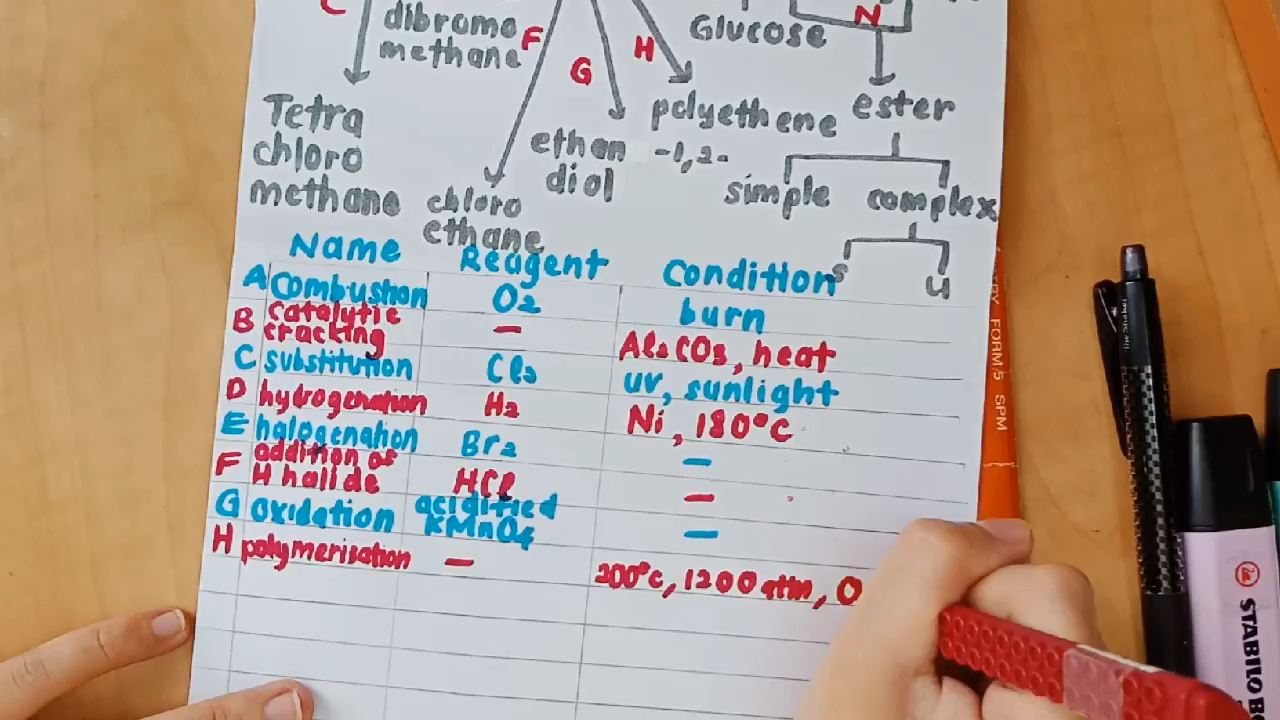 C
dibromo
methane
F
G
H
Glucose
N
Tetra
chloro
methane
chloro
ethane
ethan
diol
polyethene
-1,2-
ester
simple
complex
s
u
Name Reagent Condition
A Combustion O2 burn
B catalytic cracking – Al2CO3, heat
C substitution Cl2 uv, sunlight
D hydrogenation H2 Ni, 180°C
E halogenation Br2 –
F addition of H halide HCl –
G oxidation acidified KMnO4 –
H polymerisation – 200°C, 1200 atm, O
FORM 5 SPM
STABILO BO